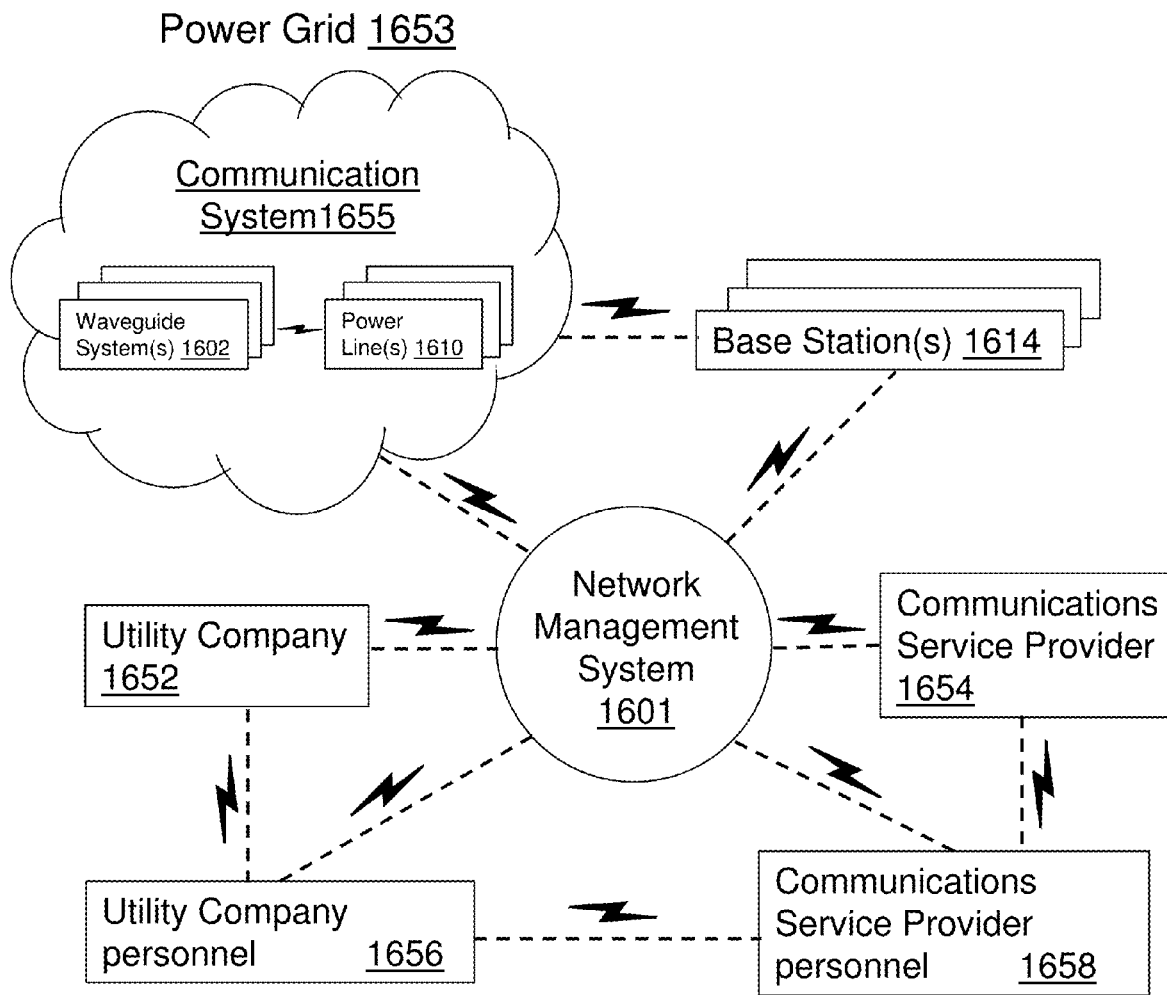 Power Grid 1653
Communication
System1655
Waveguide
System(s) 1602
Power
Line(s) 1610
Base Station(s) 1614
Network
Management
System
1601
Utility Company
1652
Communications
Service Provider
1654
Utility Company
personnel 1656
Communications
Service Provider
personnel 1658